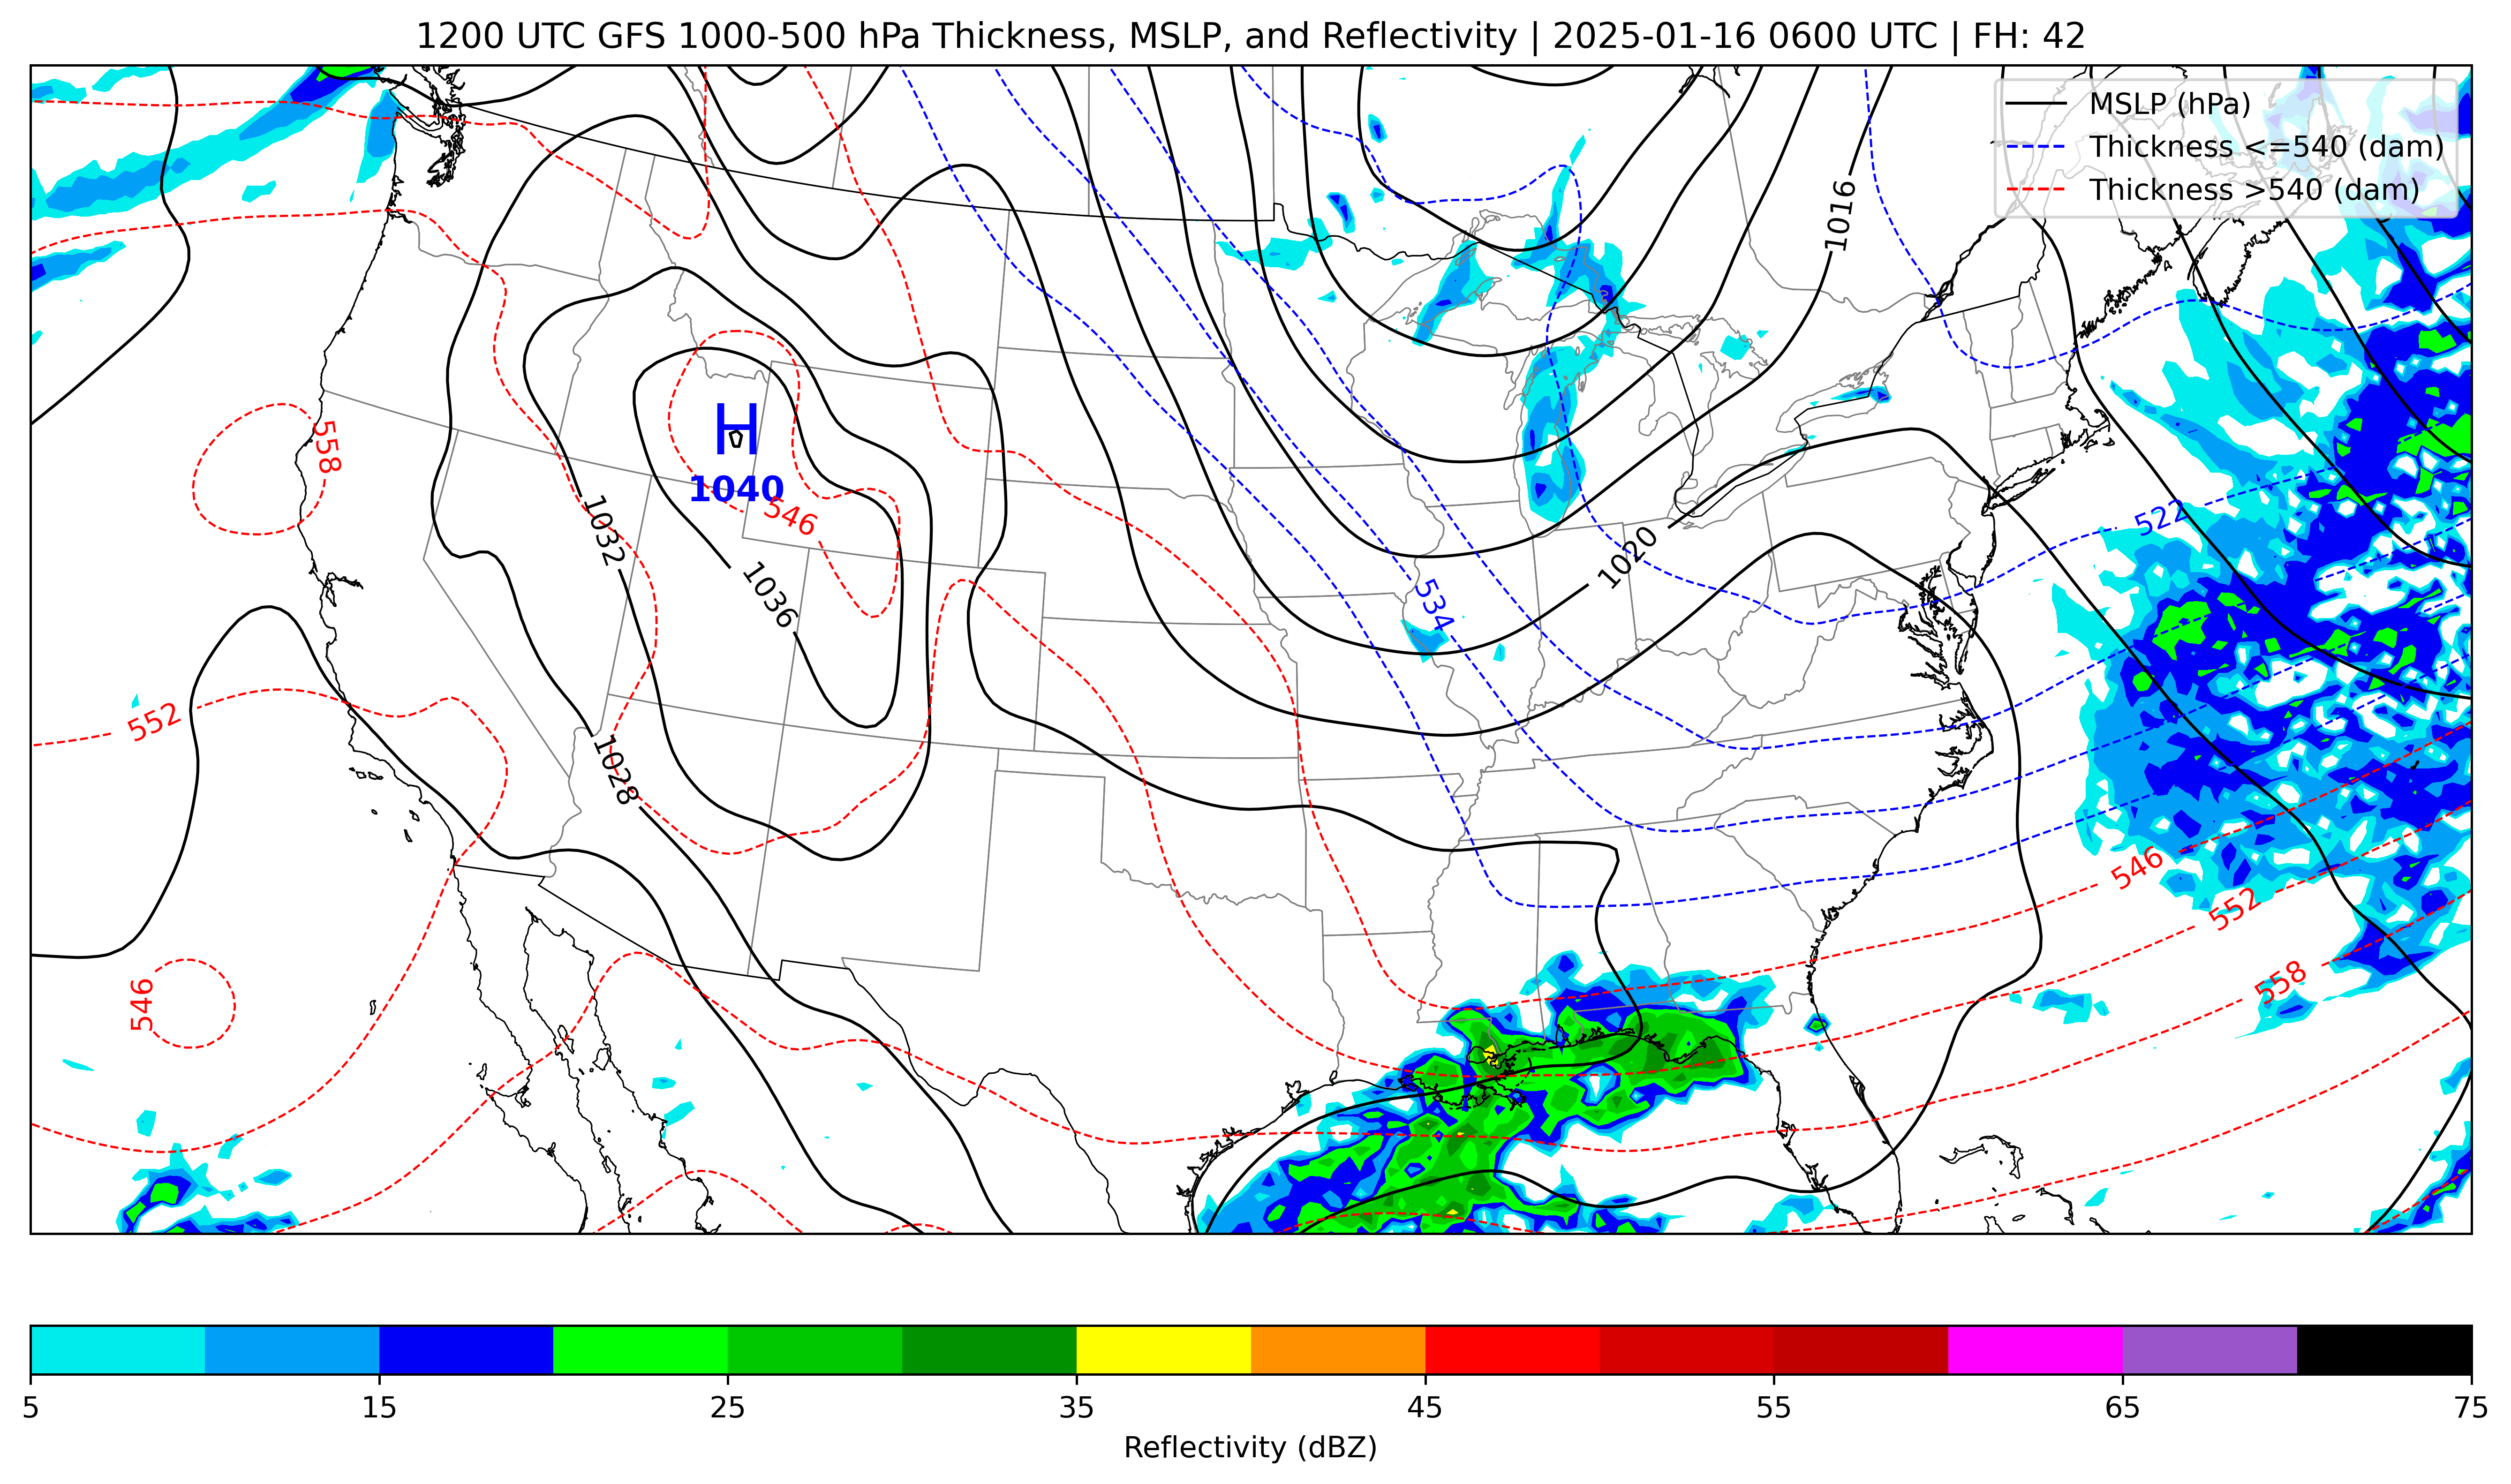 1200 UTC GFS 1000-500 hPa Thickness, MSLP, and Reflectivity | 2025-01-16 0600 UTC | FH: 42
MSLP (hPa)
Thickness <=540 (dam)
Thickness >540 (dam)
1016
558
H
1040
546
1032
1036
1020
522
534
552
1028
546
552
546
558
5 15 25 35 45 55 65 75
Reflectivity (dBZ)